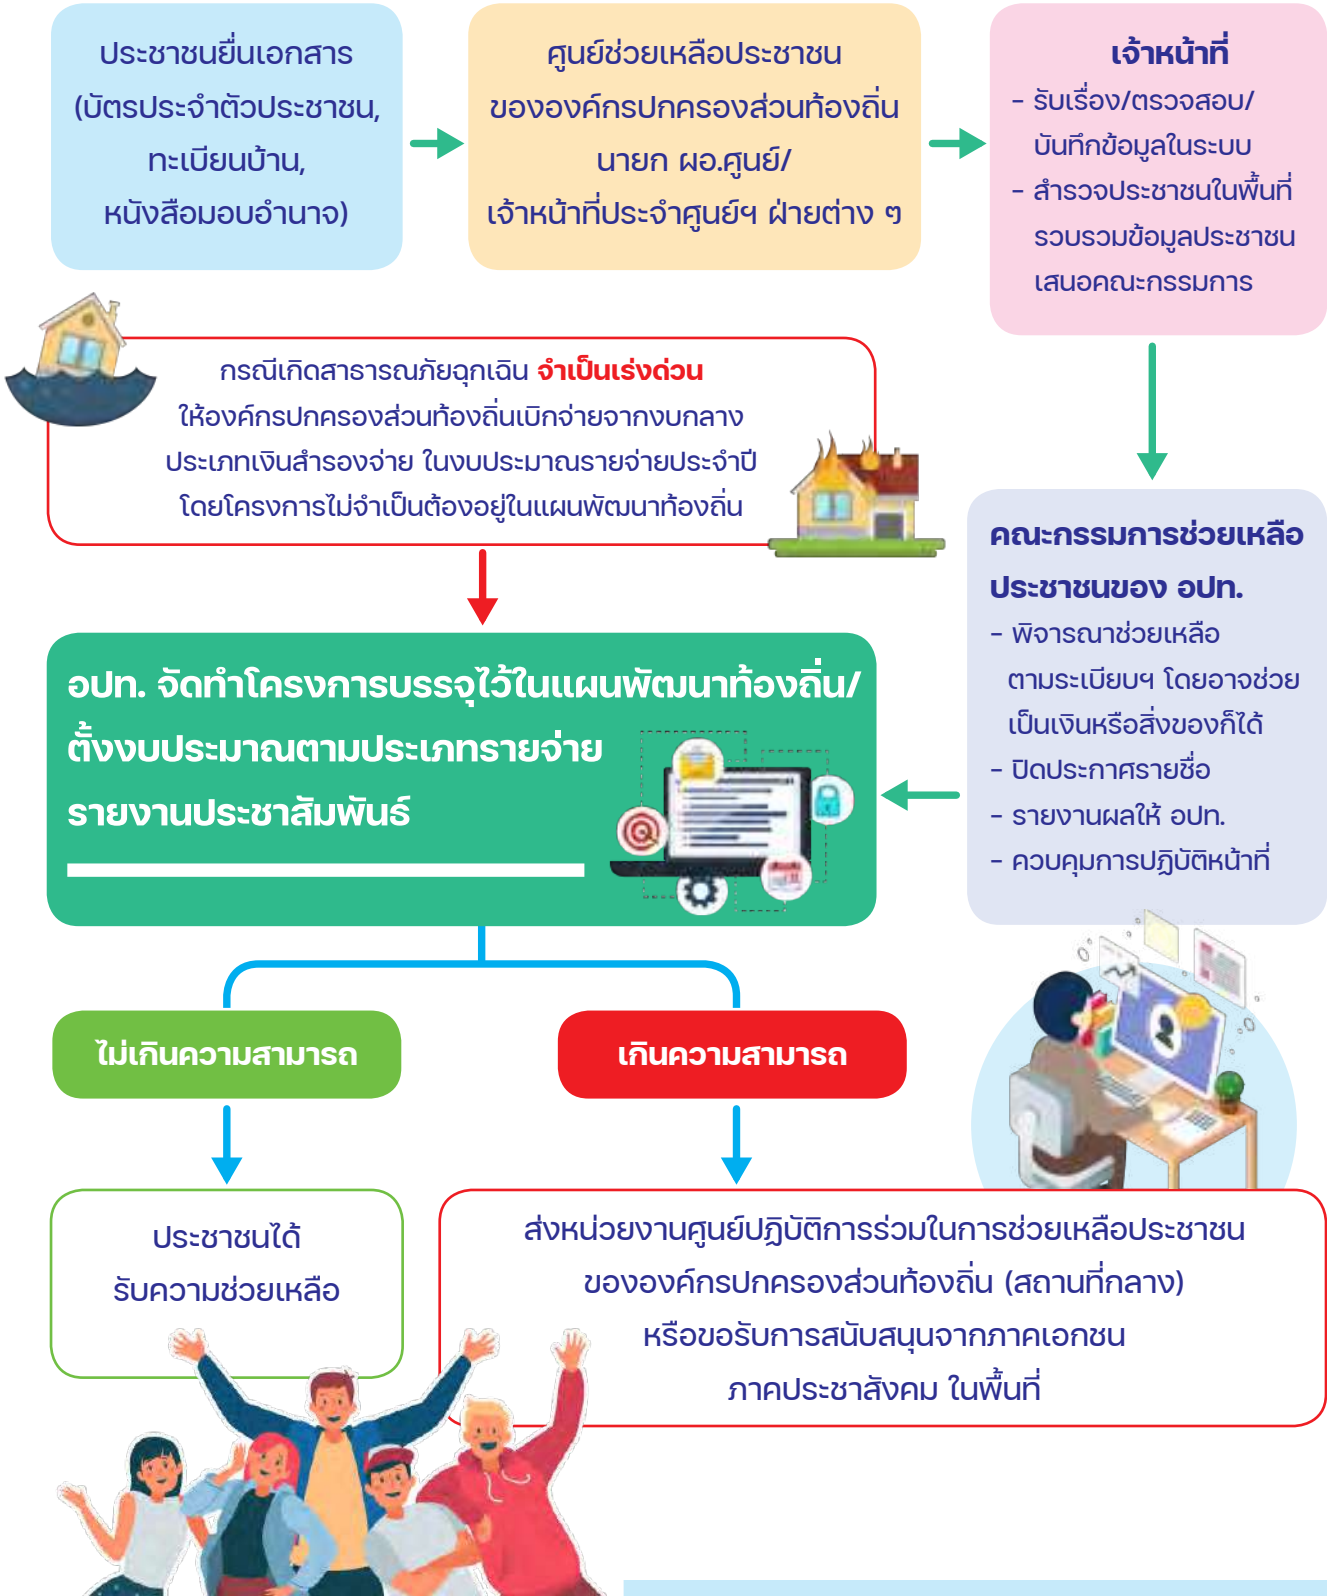 ประชาชนยื่นเอกสาร
(บัตรประจำตัวประชาชน,
ทะเบียนบ้าน,
หนังสือมอบอำนาจ)
ศูนย์ช่วยเหลือประชาชน
ขององค์กรปกครองส่วนท้องถิ่น
นายก ผอ.ศูนย์/
เจ้าหน้าที่ประจำศูนย์ฯ ฝ่ายต่าง ๆ
เจ้าหน้าที่
- รับเรื่อง/ตรวจสอบ/
บันทึกข้อมูลในระบบ
- สำรวจประชาชนในพื้นที่
รวบรวมข้อมูลประชาชน
เสนอคณะกรรมการ
กรณีเกิดสาธารณภัยฉุกเฉิน จำเป็นเร่งด่วน
ให้องค์กรปกครองส่วนท้องถิ่นเบิกจ่ายจากงบกลาง
ประเภทเงินสำรองจ่าย ในงบประมาณรายจ่ายประจำปี
โดยโครงการไม่จำเป็นต้องอยู่ในแผนพัฒนาท้องถิ่น
คณะกรรมการช่วยเหลือ
ประชาชนของ อปท.
- พิจารณาช่วยเหลือ
ตามระเบียบฯ โดยอาจช่วย
เป็นเงินหรือสิ่งของก็ได้
- ปิดประกาศรายชื่อ
- รายงานผลให้ อปท.
- ควบคุมการปฏิบัติหน้าที่
อปท. จัดทำโครงการบรรจุไว้ในแผนพัฒนาท้องถิ่น/
ตั้งงบประมาณตามประเภทรายจ่าย
รายงานประชาสัมพันธ์
ไม่เกินความสามารถ
เกินความสามารถ
ประชาชนได้
รับความช่วยเหลือ
ส่งหน่วยงานศูนย์ปฏิบัติการร่วมในการช่วยเหลือประชาชน
ขององค์กรปกครองส่วนท้องถิ่น (สถานที่กลาง)
หรือขอรับการสนับสนุนจากภาคเอกชน
ภาคประชาสังคม ในพื้นที่